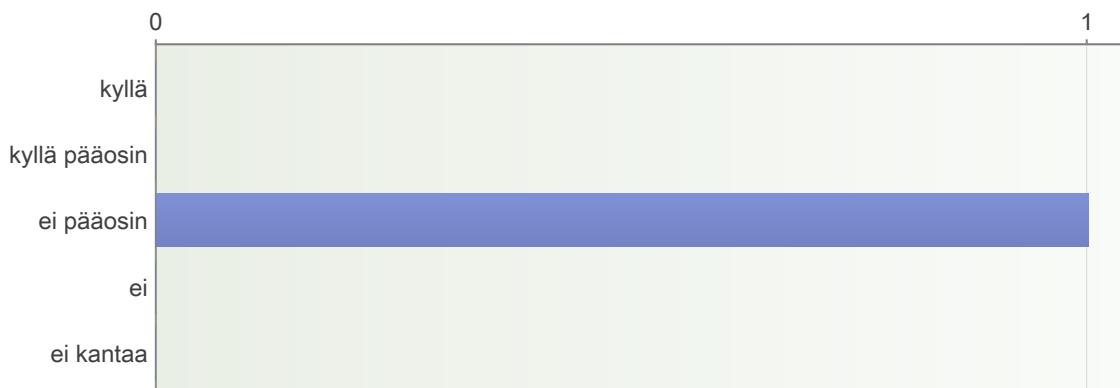 0 1
kyllä
kyllä pääosin
ei pääosin
ei
ei kantaa